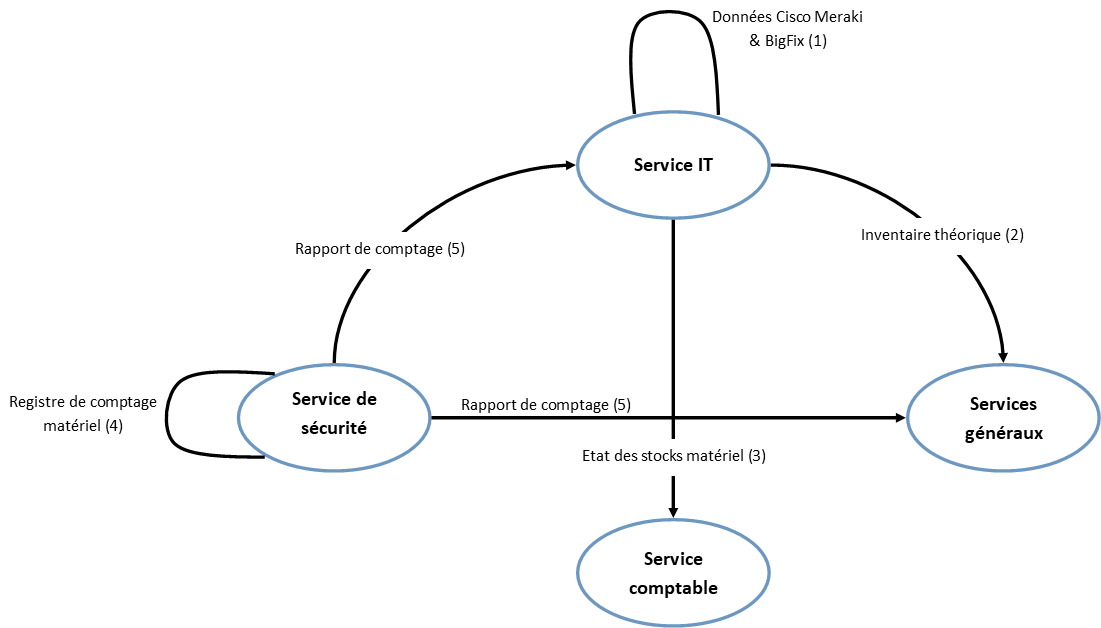 Données Cisco Meraki
& BigFix (1)
Service IT
Inventaire théorique (2)
Rapport de comptage (5)
Registre de comptage
matériel (4)
Service de
sécurité
Rapport de comptage (5)
Services
généraux
Etat des stocks matériel (3)
Service
comptable